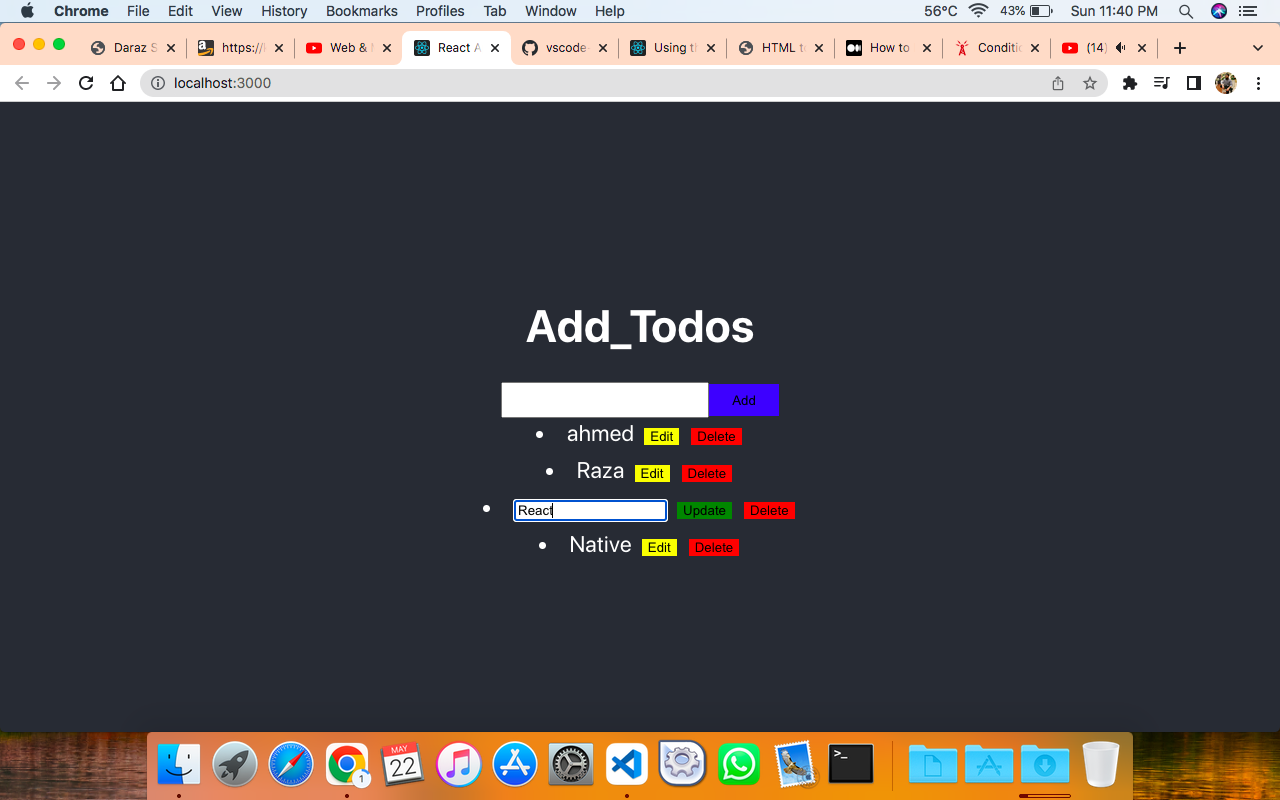 Chrome File Edit View History Bookmarks Profiles Tab Window Help 56°C 43% Sun 11:40 PM
Daraz S https:// Web & React A vscode Using th HTML to How to Conditi (14)
localhost:3000
Add_Todos
Add
ahmed Edit Delete
Raza Edit Delete
React Update Delete
Native Edit Delete
MAY
22
1
>_